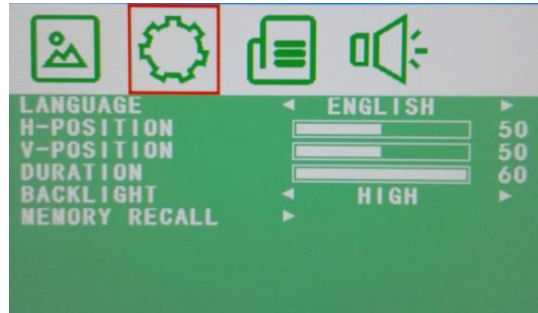 LANGUAGE ◄ ENGLISH ►
H-POSITION 50
V-POSITION 50
DURATION 60
BACKLIGHT ◄ HIGH ►
MEMORY RECALL ►